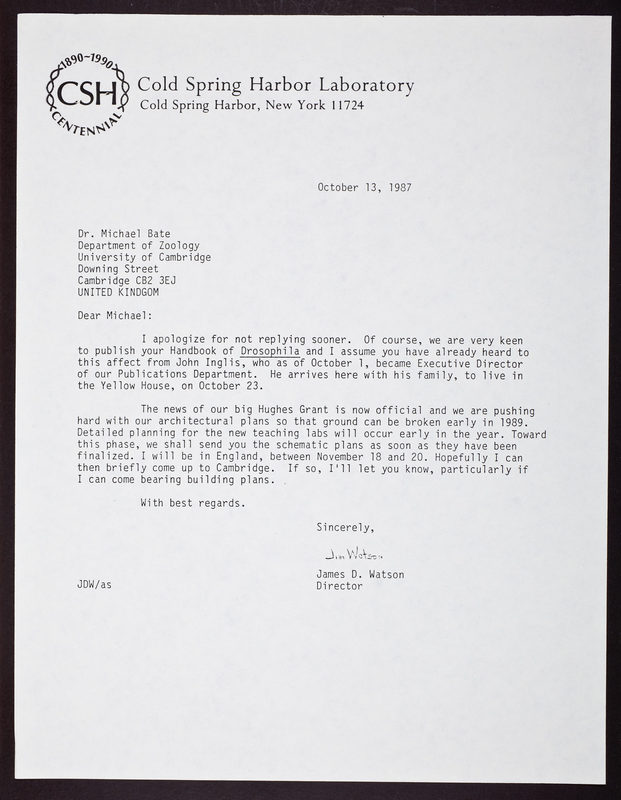 1890~1990
CSH
CENTENNIAL
Cold Spring Harbor Laboratory
Cold Spring Harbor, New York 11724
October 13, 1987
Dr. Michael Bate
Department of Zoology
University of Cambridge
Downing Street
Cambridge CB2 3EJ
UNITED KINDGOM
Dear Michael:
I apologize for not replying sooner. Of course, we are very keen
to publish your Handbook of Drosophila and I assume you have already heard to
this affect from John Inglis, who as of October 1, became Executive Director
of our Publications Department. He arrives here with his family, to live in
the Yellow House, on October 23.
The news of our big Hughes Grant is now official and we are pushing
hard with our architectural plans so that ground can be broken early in 1989.
Detailed planning for the new teaching labs will occur early in the year. Toward
this phase, we shall send you the schematic plans as soon as they have been
finalized. I will be in England, between November 18 and 20. Hopefully I can
then briefly come up to Cambridge. If so, I'll let you know, particularly if
I can come bearing building plans.
With best regards.
Sincerely,
Jim Watson
James D. Watson
JDW/as
Director